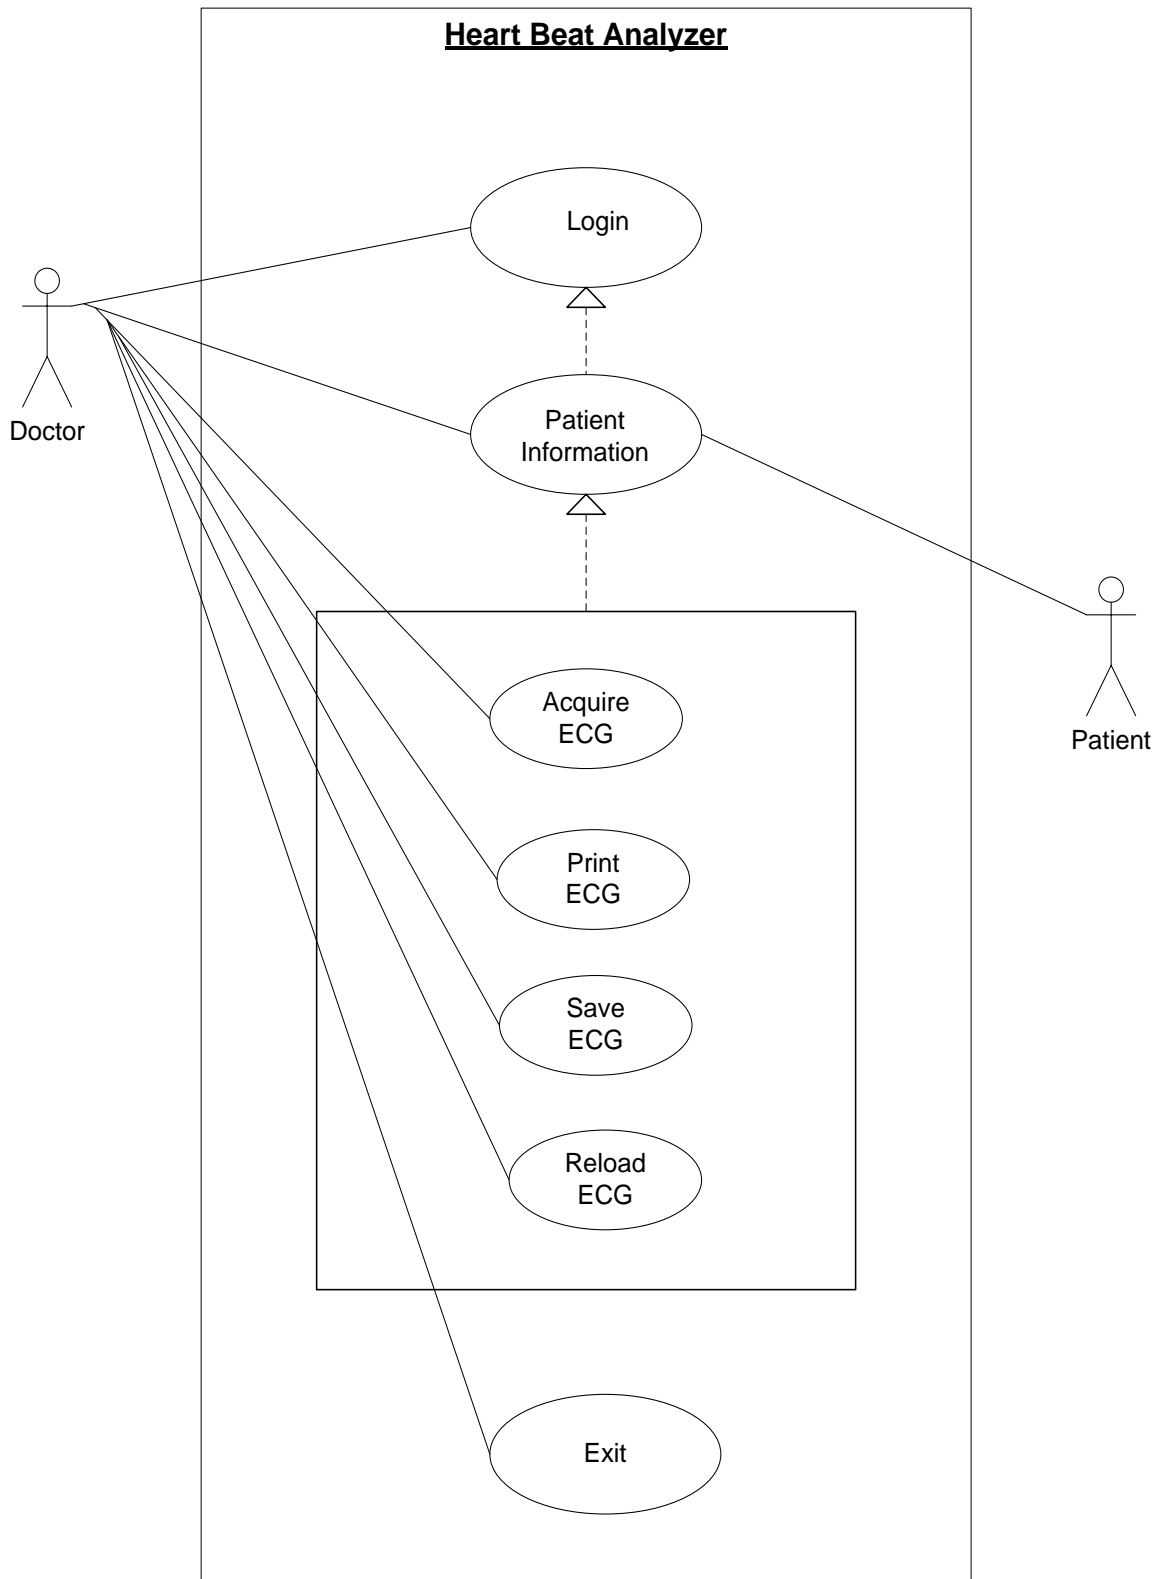 Heart Beat Analyzer
Login
Doctor
Patient
Information
Acquire
ECG
Patient
Print
ECG
Save
ECG
Reload
ECG
Exit